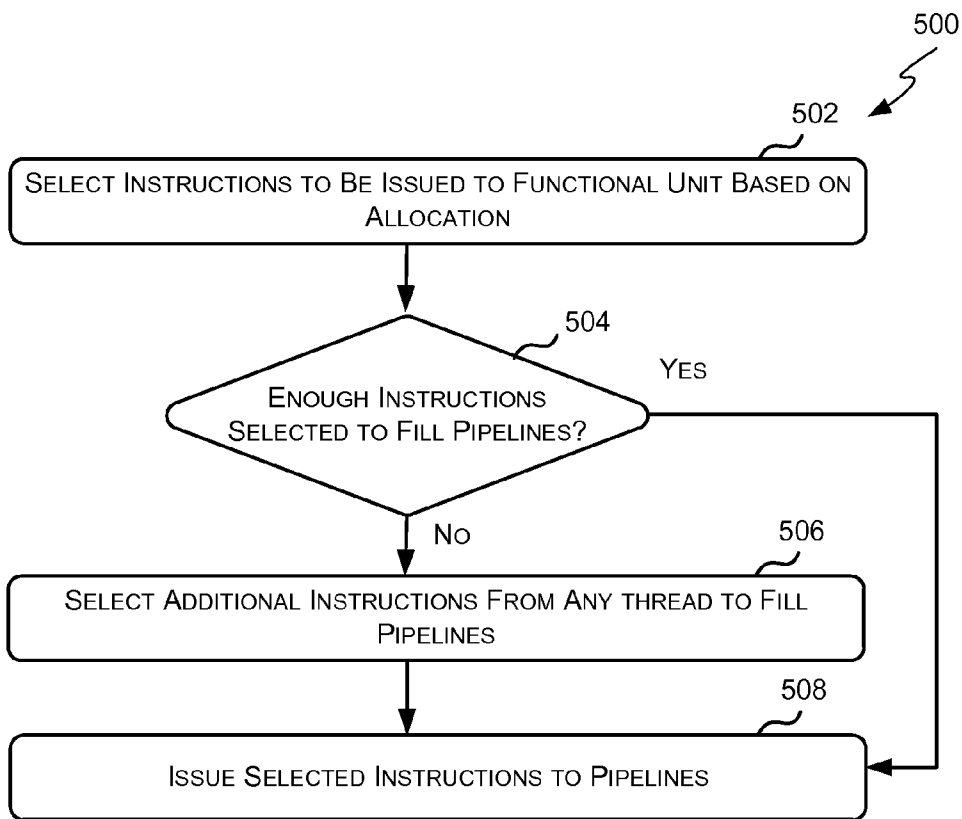 500
502
Select Instructions to Be Issued to Functional Unit Based on
Allocation
504
Yes
Enough Instructions
Selected to Fill Pipelines?
No
506
Select Additional Instructions From Any thread to Fill
Pipelines
508
Issue Selected Instructions to Pipelines